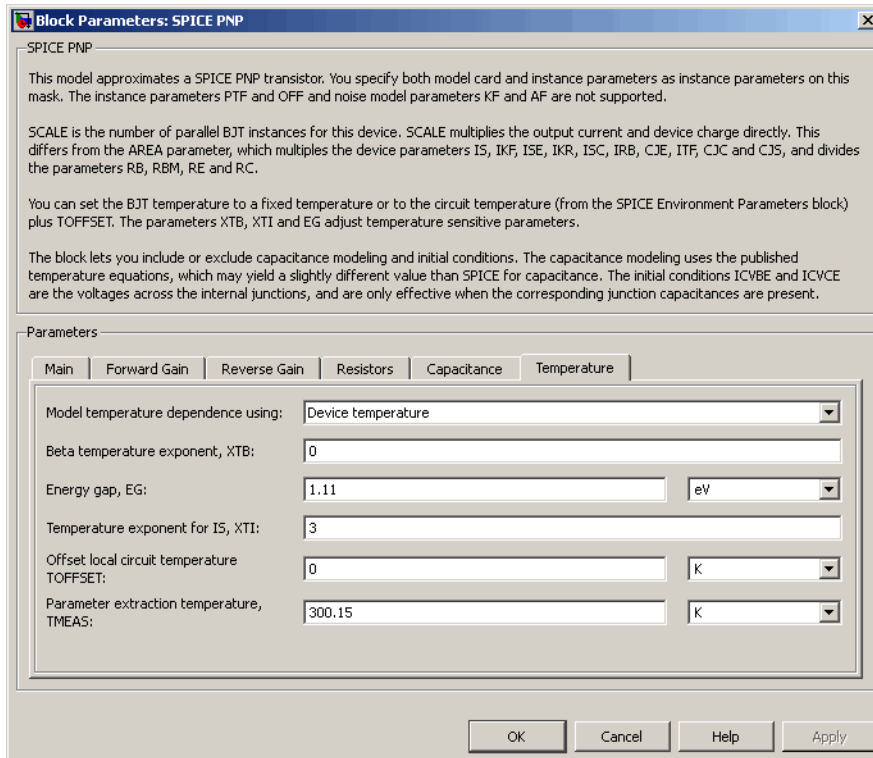 Block Parameters: SPICE PNP
SPICE PNP
This model approximates a SPICE PNP transistor. You specify both model card and instance parameters as instance parameters on this
mask. The instance parameters PTF and OFF and noise model parameters KF and AF are not supported.
SCALE is the number of parallel BJT instances for this device. SCALE multiplies the output current and device charge directly. This
differs from the AREA parameter, which multiples the device parameters IS, IKF, ISE, IKR, ISC, IRB, CJE, ITF, CJC and CJS, and divides
the parameters RB, RBM, RE and RC.
You can set the BJT temperature to a fixed temperature or to the circuit temperature (from the SPICE Environment Parameters block)
plus TOFFSET. The parameters XTB, XTI and EG adjust temperature sensitive parameters.
The block lets you include or exclude capacitance modeling and initial conditions. The capacitance modeling uses the published
temperature equations, which may yield a slightly different value than SPICE for capacitance. The initial conditions ICVBE and ICVCE
are the voltages across the internal junctions, and are only effective when the corresponding junction capacitances are present.
Parameters
Main Forward Gain Reverse Gain Resistors Capacitance Temperature
Model temperature dependence using: Device temperature
Beta temperature exponent, XTB: 0
Energy gap, EG: 1.11 eV
Temperature exponent for IS, XTI: 3
Offset local circuit temperature
TOFFSET: 0 K
Parameter extraction temperature,
TMEAS: 300.15 K
OK Cancel Help Apply